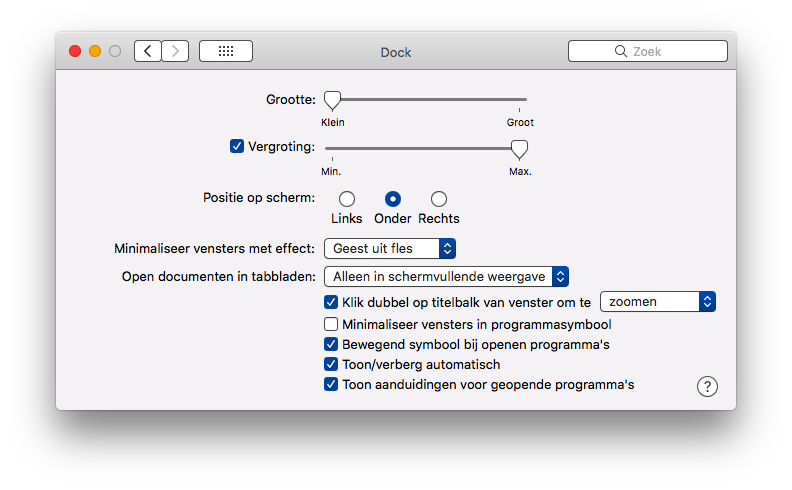 Dock
Zoek
Grootte:
Klein Groot
Vergroting:
Min. Max.
Positie op scherm:
Links Onder Rechts
Minimaliseer vensters met effect: Geest uit fles
Open documenten in tabbladen: Alleen in schermvullende weergave
Klik dubbel op titelbalk van venster om te zoomen
Minimaliseer vensters in programmasymbool
Bewegend symbool bij openen programma's
Toon/verberg automatisch
Toon aanduidingen voor geopende programma's
?